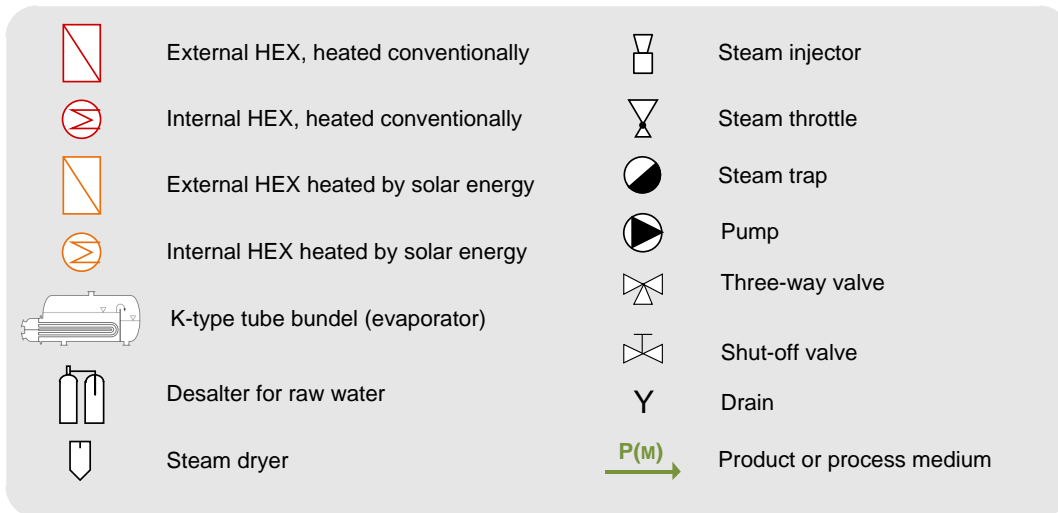 External HEX, heated conventionally
Internal HEX, heated conventionally
External HEX heated by solar energy
Internal HEX heated by solar energy
K-type tube bundel (evaporator)
Desalter for raw water
Steam dryer
Steam injector
Steam throttle
Steam trap
Pump
Three-way valve
Shut-off valve
Y Drain
P(M) Product or process medium